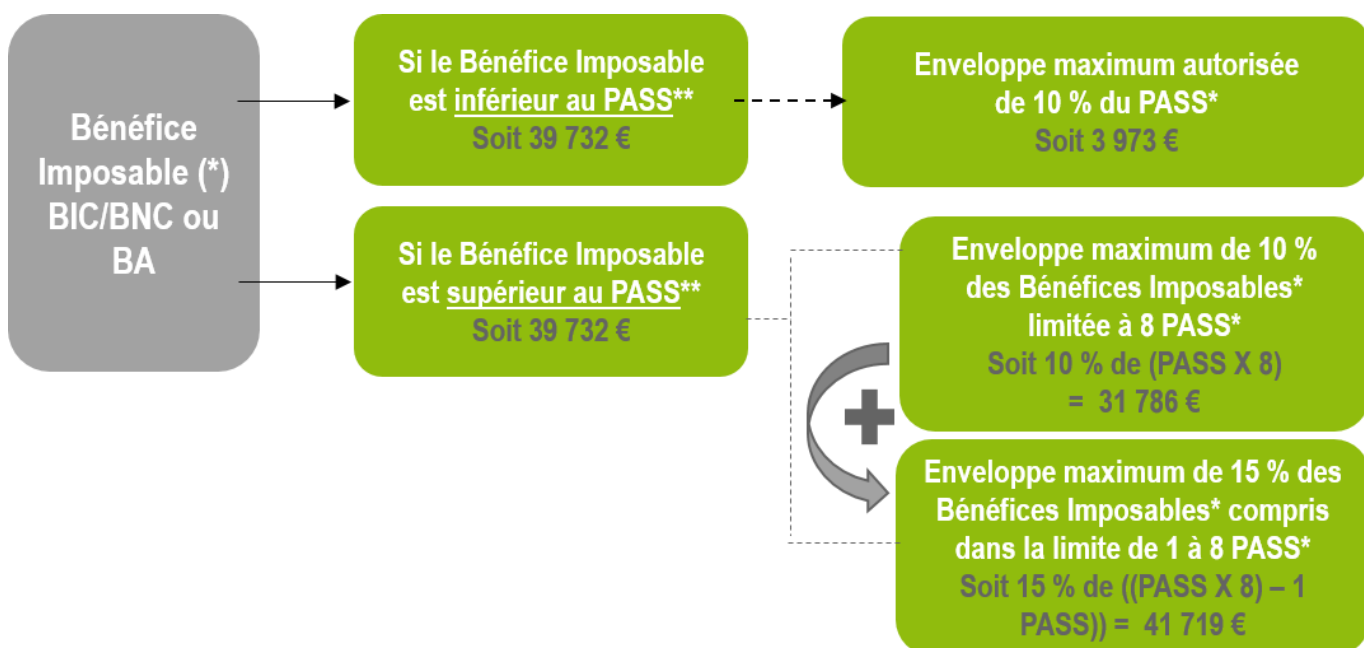 Bénéfice
Imposable (*)
BIC/BNC ou
BA
Si le Bénéfice Imposable
est inférieur au PASS**
Soit 39 732 €
Enveloppe maximum autorisée
de 10 % du PASS*
Soit 3 973 €
Si le Bénéfice Imposable
est supérieur au PASS**
Soit 39 732 €
Enveloppe maximum de 10 %
des Bénéfices Imposables*
limitée à 8 PASS*
Soit 10 % de (PASS X 8)
= 31 786 €
Enveloppe maximum de 15 % des
Bénéfices Imposables* compris
dans la limite de 1 à 8 PASS*
Soit 15 % de ((PASS X 8) – 1
PASS)) = 41 719 €